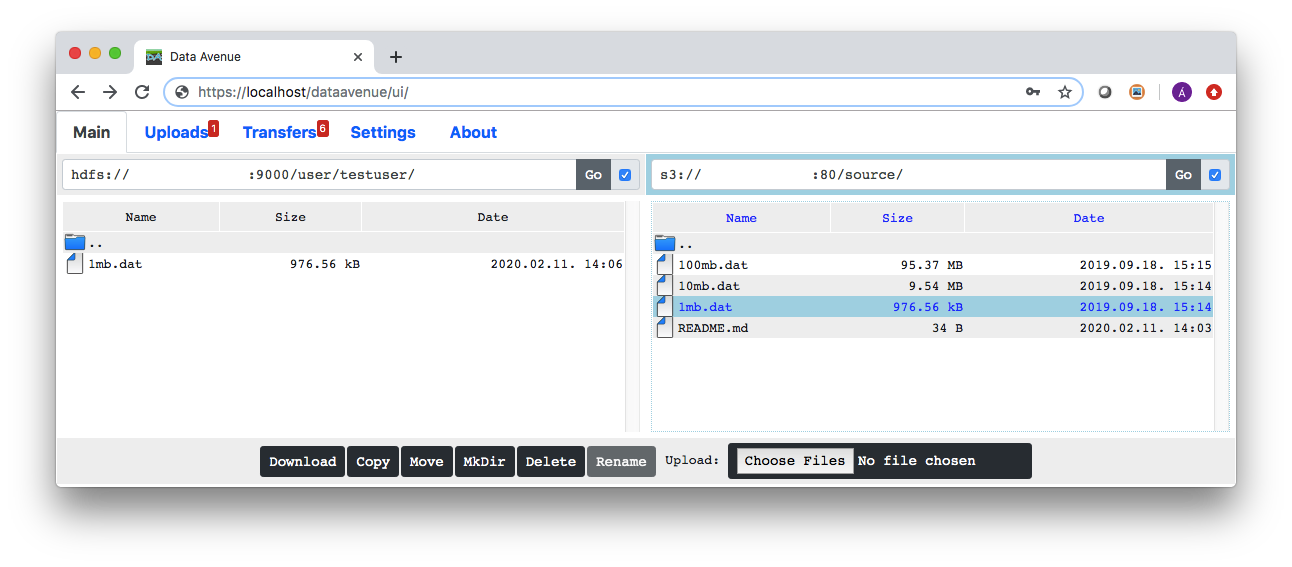 Data Avenue
https://localhost/dataavenue/ui/
Á
Main Uploads 1 Transfers 6 Settings About
hdfs:// :9000/user/testuser/ Go
s3:// :80/source/ Go
Name Size Date
..
1mb.dat 976.56 kB 2020.02.11. 14:06
Name Size Date
..
100mb.dat 95.37 MB 2019.09.18. 15:15
10mb.dat 9.54 MB 2019.09.18. 15:14
1mb.dat 976.56 kB 2019.09.18. 15:14
README.md 34 B 2020.02.11. 14:03
Download Copy Move MkDir Delete Rename Upload: Choose Files No file chosen